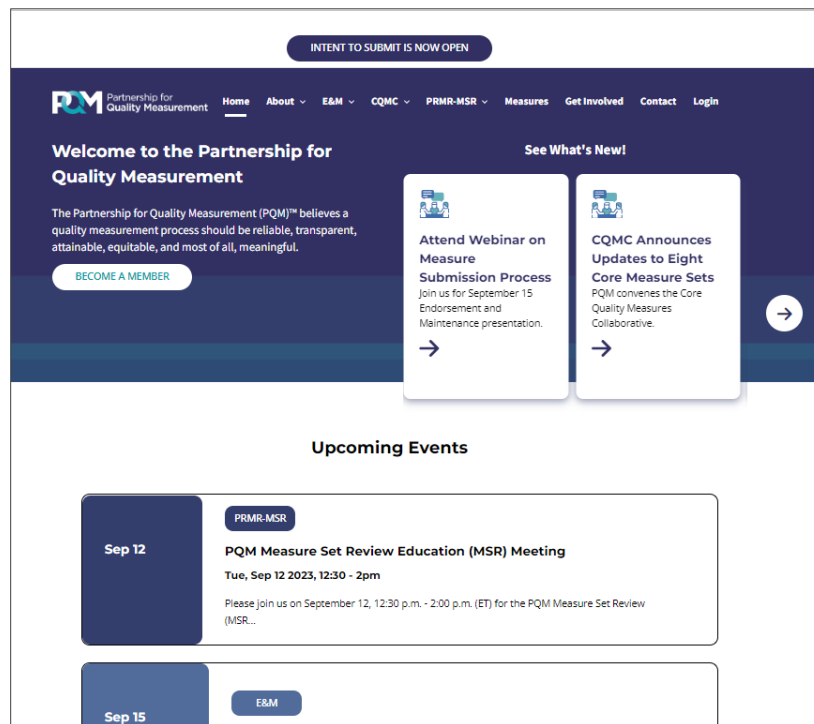 INTENT TO SUBMIT IS NOW OPEN
PQM Partnership for
Quality Measurement
Home About E&M CQMC PRMR-MSR Measures Get Involved Contact Login
Welcome to the Partnership for
Quality Measurement
The Partnership for Quality Measurement (PQM)™ believes a
quality measurement process should be reliable, transparent,
attainable, equitable, and most of all, meaningful.
BECOME A MEMBER
See What's New!
Attend Webinar on
Measure
Submission Process
Join us for September 15
Endorsement and
Maintenance presentation.
CQMC Announces
Updates to Eight
Core Measure Sets
PQM convenes the Core
Quality Measures
Collaborative.
Upcoming Events
Sep 12
PRMR-MSR
PQM Measure Set Review Education (MSR) Meeting
Tue, Sep 12 2023, 12:30 - 2pm
Please join us on September 12, 12:30 p.m. - 2:00 p.m. (ET) for the PQM Measure Set Review
(MSR...
Sep 15
E&M